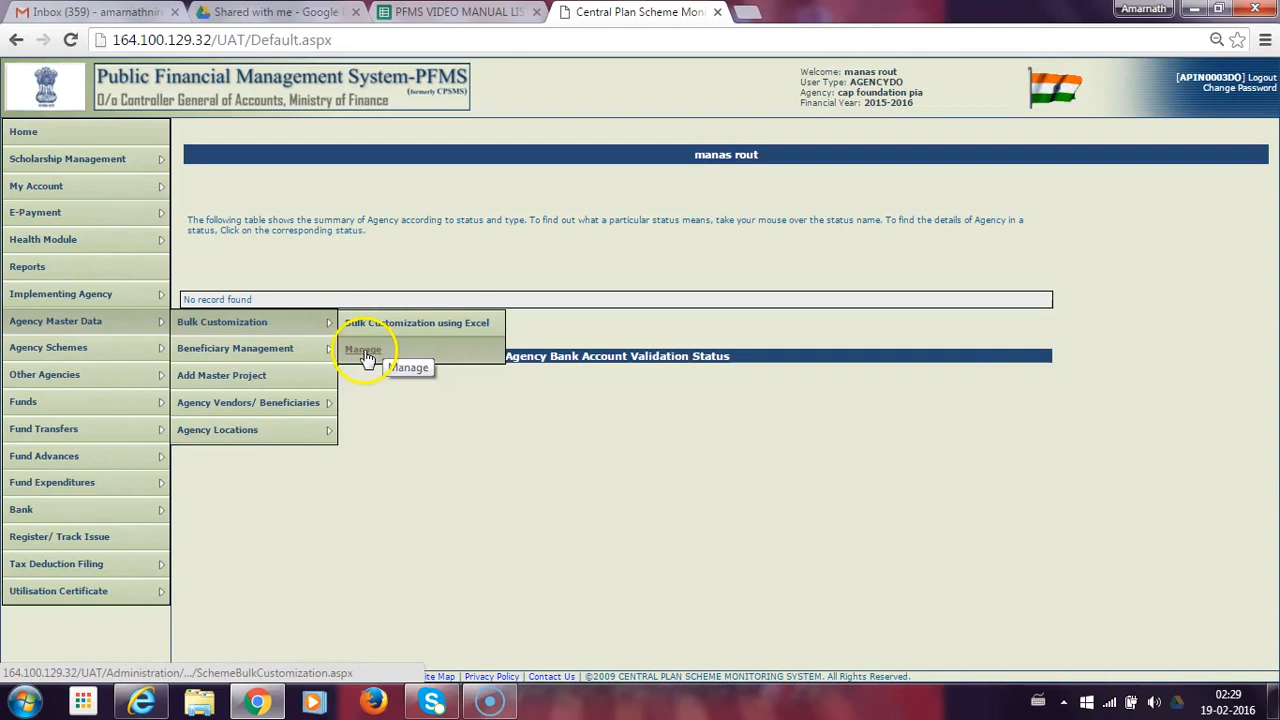 Inbox (359) - amarnathnir
Shared with me - Google
PFMS VIDEO MANUAL LIS
Central Plan Scheme Mon
Amarnath
164.100.129.32/UAT/Default.aspx
Public Financial Management System-PFMS
(formerly CPSMS)
O/o Controller General of Accounts, Ministry of Finance
Welcome: manas rout
User Type: AGENCYDO
Agency: cap foundation pia
Financial Year: 2015-2016
[APIN0003DO] Logout
Change Password
Home
Scholarship Management
My Account
E-Payment
Health Module
Reports
Implementing Agency
Agency Master Data
Agency Schemes
Other Agencies
Funds
Fund Transfers
Fund Advances
Fund Expenditures
Bank
Register/ Track Issue
Tax Deduction Filing
Utilisation Certificate
manas rout
The following table shows the summary of Agency according to status and type. To find out what a particular status means, take your mouse over the status name. To find the details of Agency in a
status, Click on the corresponding status.
No record found
Bulk Customization
Beneficiary Management
Add Master Project
Agency Vendors/ Beneficiaries
Agency Locations
Bulk Customization using Excel
Manage
Manage
Agency Bank Account Validation Status
164.100.129.32/UAT/Administration/.../SchemeBulkCustomization.aspx
ite Map | Privacy Policy | Contact Us | ©2009 CENTRAL PLAN SCHEME MONITORING SYSTEM. All Rights Reserved.
02:29
19-02-2016